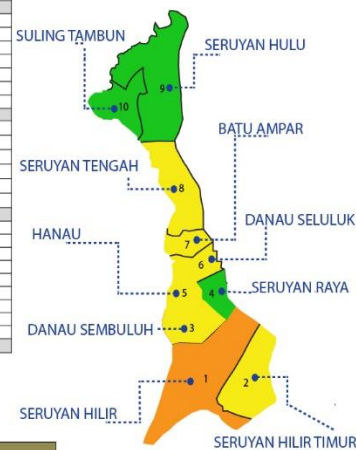 SULING TAMBUN
SERUYAN HULU
9
10
BATU AMPAR
SERUYAN TENGAH
8
DANAU SELULUK
HANAU
7
6
SERUYAN RAYA
5
4
DANAU SEMBULUH
3
1
2
SERUYAN HILIR
SERUYAN HILIR TIMUR